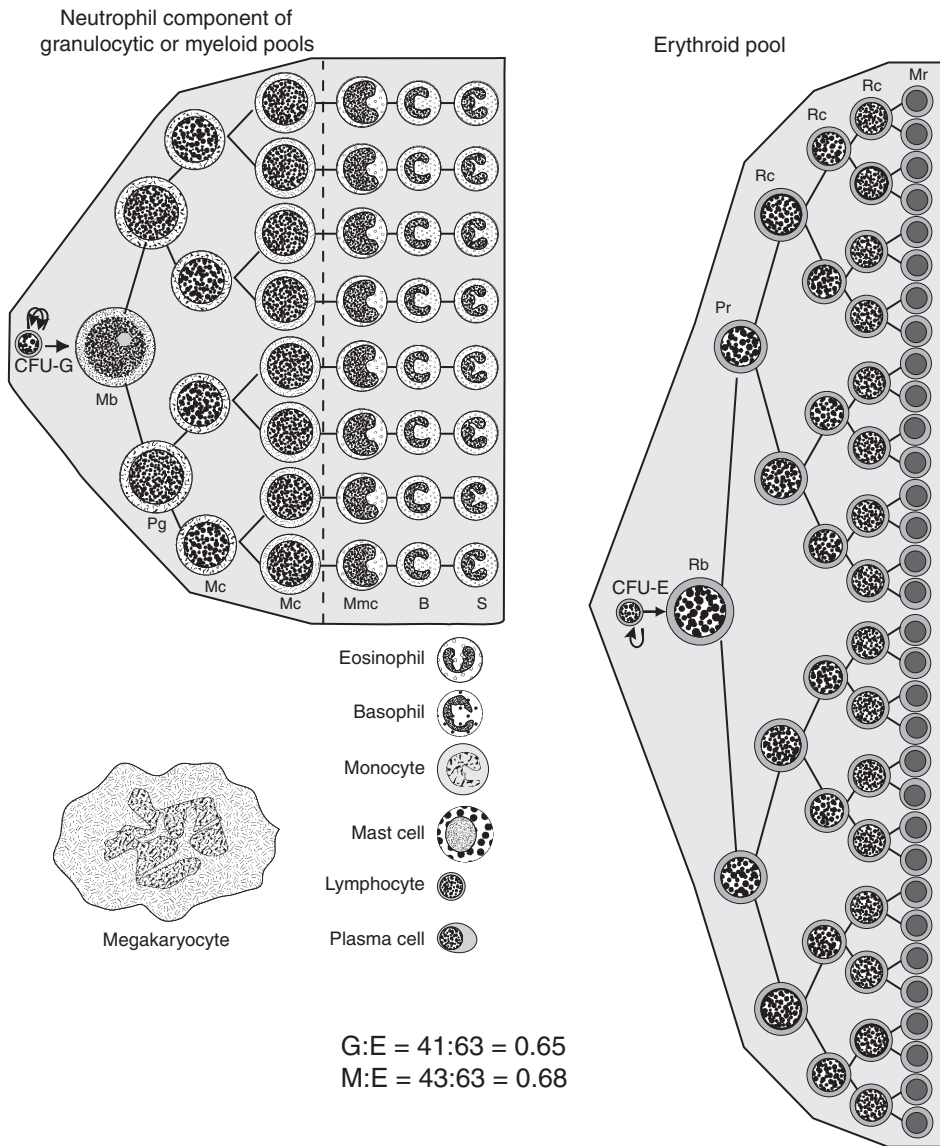 Neutrophil component of
granulocytic or myeloid pools
CFU-G
Mb
Pg
Mc
Mc
Mmc
B
S
Erythroid pool
Mr
Rc
Rc
Rc
Pr
Rb
CFU-E
Eosinophil
Basophil
Monocyte
Mast cell
Lymphocyte
Plasma cell
Megakaryocyte
G:E = 41:63 = 0.65
M:E = 43:63 = 0.68